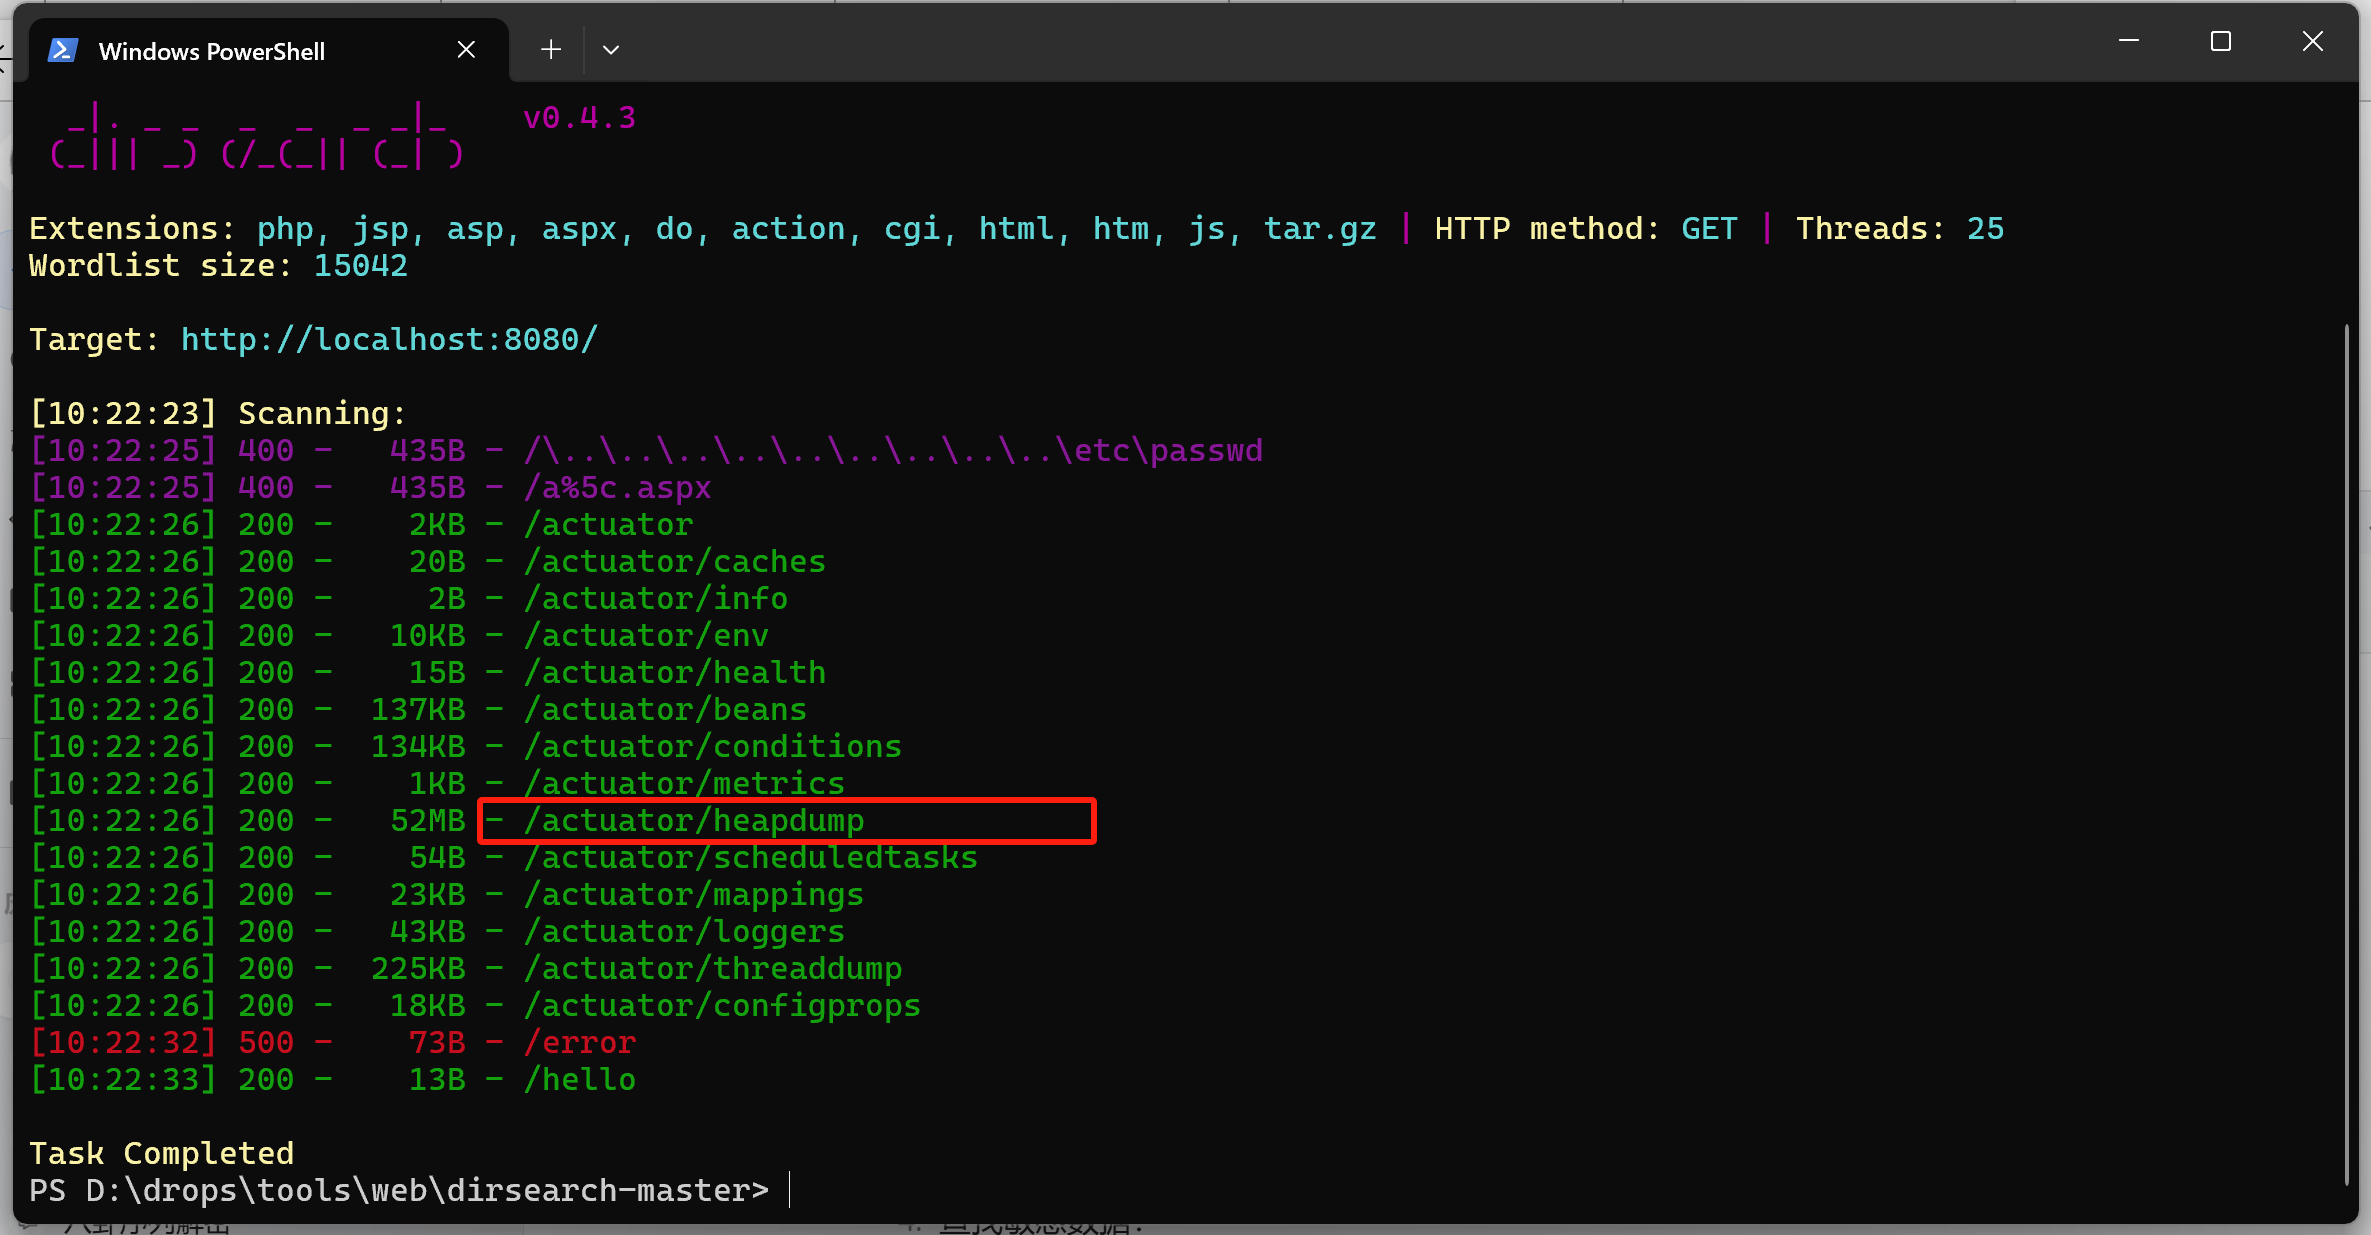 Windows PowerShell
_|. _ _  _  _  _ _|_    v0.4.3
(_||| _) (/_(_|| (_| )
Extensions: php, jsp, asp, aspx, do, action, cgi, html, htm, js, tar.gz | HTTP method: GET | Threads: 25
Wordlist size: 15042
Target: http://localhost:8080/
[10:22:23] Scanning:
[10:22:25] 400 -   435B - /\..\..\..\..\..\..\..\..\..\etc\passwd
[10:22:25] 400 -   435B - /a%5c.aspx
[10:22:26] 200 -    2KB - /actuator
[10:22:26] 200 -    20B - /actuator/caches
[10:22:26] 200 -     2B - /actuator/info
[10:22:26] 200 -   10KB - /actuator/env
[10:22:26] 200 -    15B - /actuator/health
[10:22:26] 200 -  137KB - /actuator/beans
[10:22:26] 200 -  134KB - /actuator/conditions
[10:22:26] 200 -    1KB - /actuator/metrics
[10:22:26] 200 -   52MB - /actuator/heapdump
[10:22:26] 200 -    54B - /actuator/scheduledtasks
[10:22:26] 200 -   23KB - /actuator/mappings
[10:22:26] 200 -   43KB - /actuator/loggers
[10:22:26] 200 -  225KB - /actuator/threaddump
[10:22:26] 200 -   18KB - /actuator/configprops
[10:22:32] 500 -    73B - /error
[10:22:33] 200 -    13B - /hello
Task Completed
PS D:\drops\tools\web\dirsearch-master>